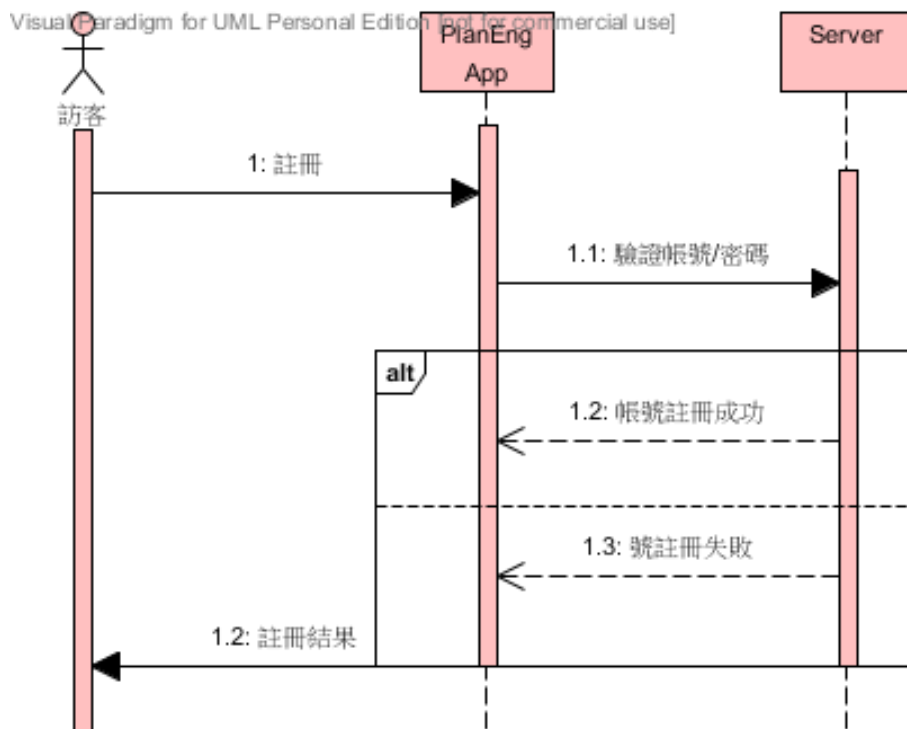 Visual Paradigm for UML Personal Edition [not for commercial use]
PlanEng
App
Server
訪客
1: 註冊
1.1: 驗證帳號/密碼
alt
1.2: 帳號註冊成功
1.3: 號註冊失敗
1.2: 註冊結果